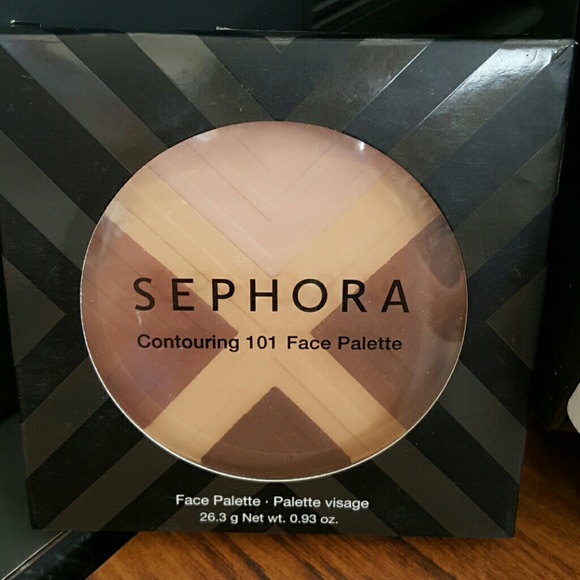 SEPHORA
Contouring 101 Face Palette
Face Palette · Palette visage
26.3 g Net wt. 0.93 oz.